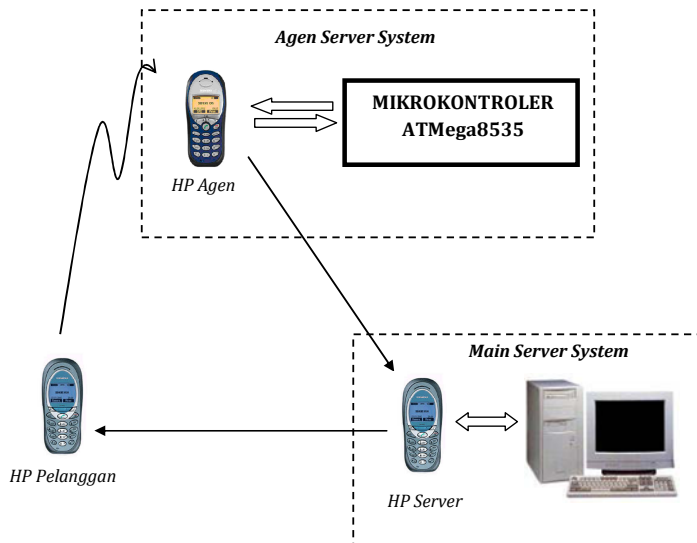 Agen Server System
MIKROKONTROLER
ATMega8535
HP Agen
Main Server System
HP Pelanggan
HP Server